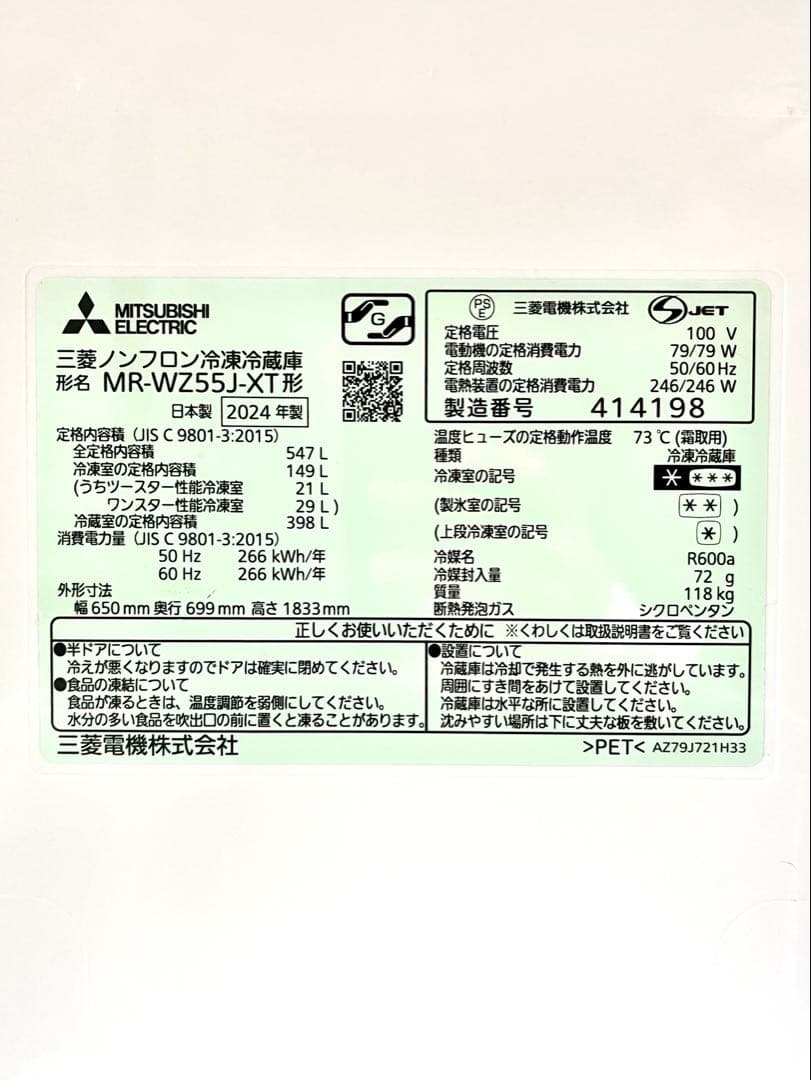 MITSUBISHI
ELECTRIC
G
三菱ノンフロン冷凍冷蔵庫
形名 MR-WZ55J-XT形
日本製 2024年製
定格内容積 (JIS C 9801-3:2015)
全定格内容積 547 L
冷凍室の定格内容積 149 L
(うちツースター性能冷凍室 21 L
ワンスター性能冷凍室 29 L)
冷蔵室の定格内容積 398 L
消費電力量 (JIS C 9801-3:2015)
50 Hz 266 kWh/年
60 Hz 266 kWh/年
外形寸法
幅 650 mm 奥行 699 mm 高さ 1833 mm
PSE 三菱電機株式会社 S JET
定格電圧 100 V
電動機の定格消費電力 79/79 W
定格周波数 50/60 Hz
電熱装置の定格消費電力 246/246 W
製造番号 414198
温度ヒューズの定格動作温度 73℃(霜取用)
種類 冷凍冷蔵庫
冷凍室の記号 * ***
(製氷室の記号 ** )
(上段冷凍室の記号 * )
冷媒名 R600a
冷媒封入量 72 g
質量 118 kg
断熱発泡ガス シクロペンタン
正しくお使いいただくために ※くわしくは取扱説明書をご覧ください
●半ドアについて
冷えが悪くなりますのでドアは確実に閉めてください。
●食品の凍結について
食品が凍るときは、温度調節を弱側にしてください。
水分の多い食品を吹出口の前に置くと凍ることがあります。
●設置について
冷蔵庫は冷却で発生する熱を外に逃がしています。
周囲にすき間をあけて設置してください。
冷蔵庫は水平な所に設置してください。
沈みやすい場所は下に丈夫な板を敷いてください。
三菱電機株式会社
>PET< AZ79J721H33